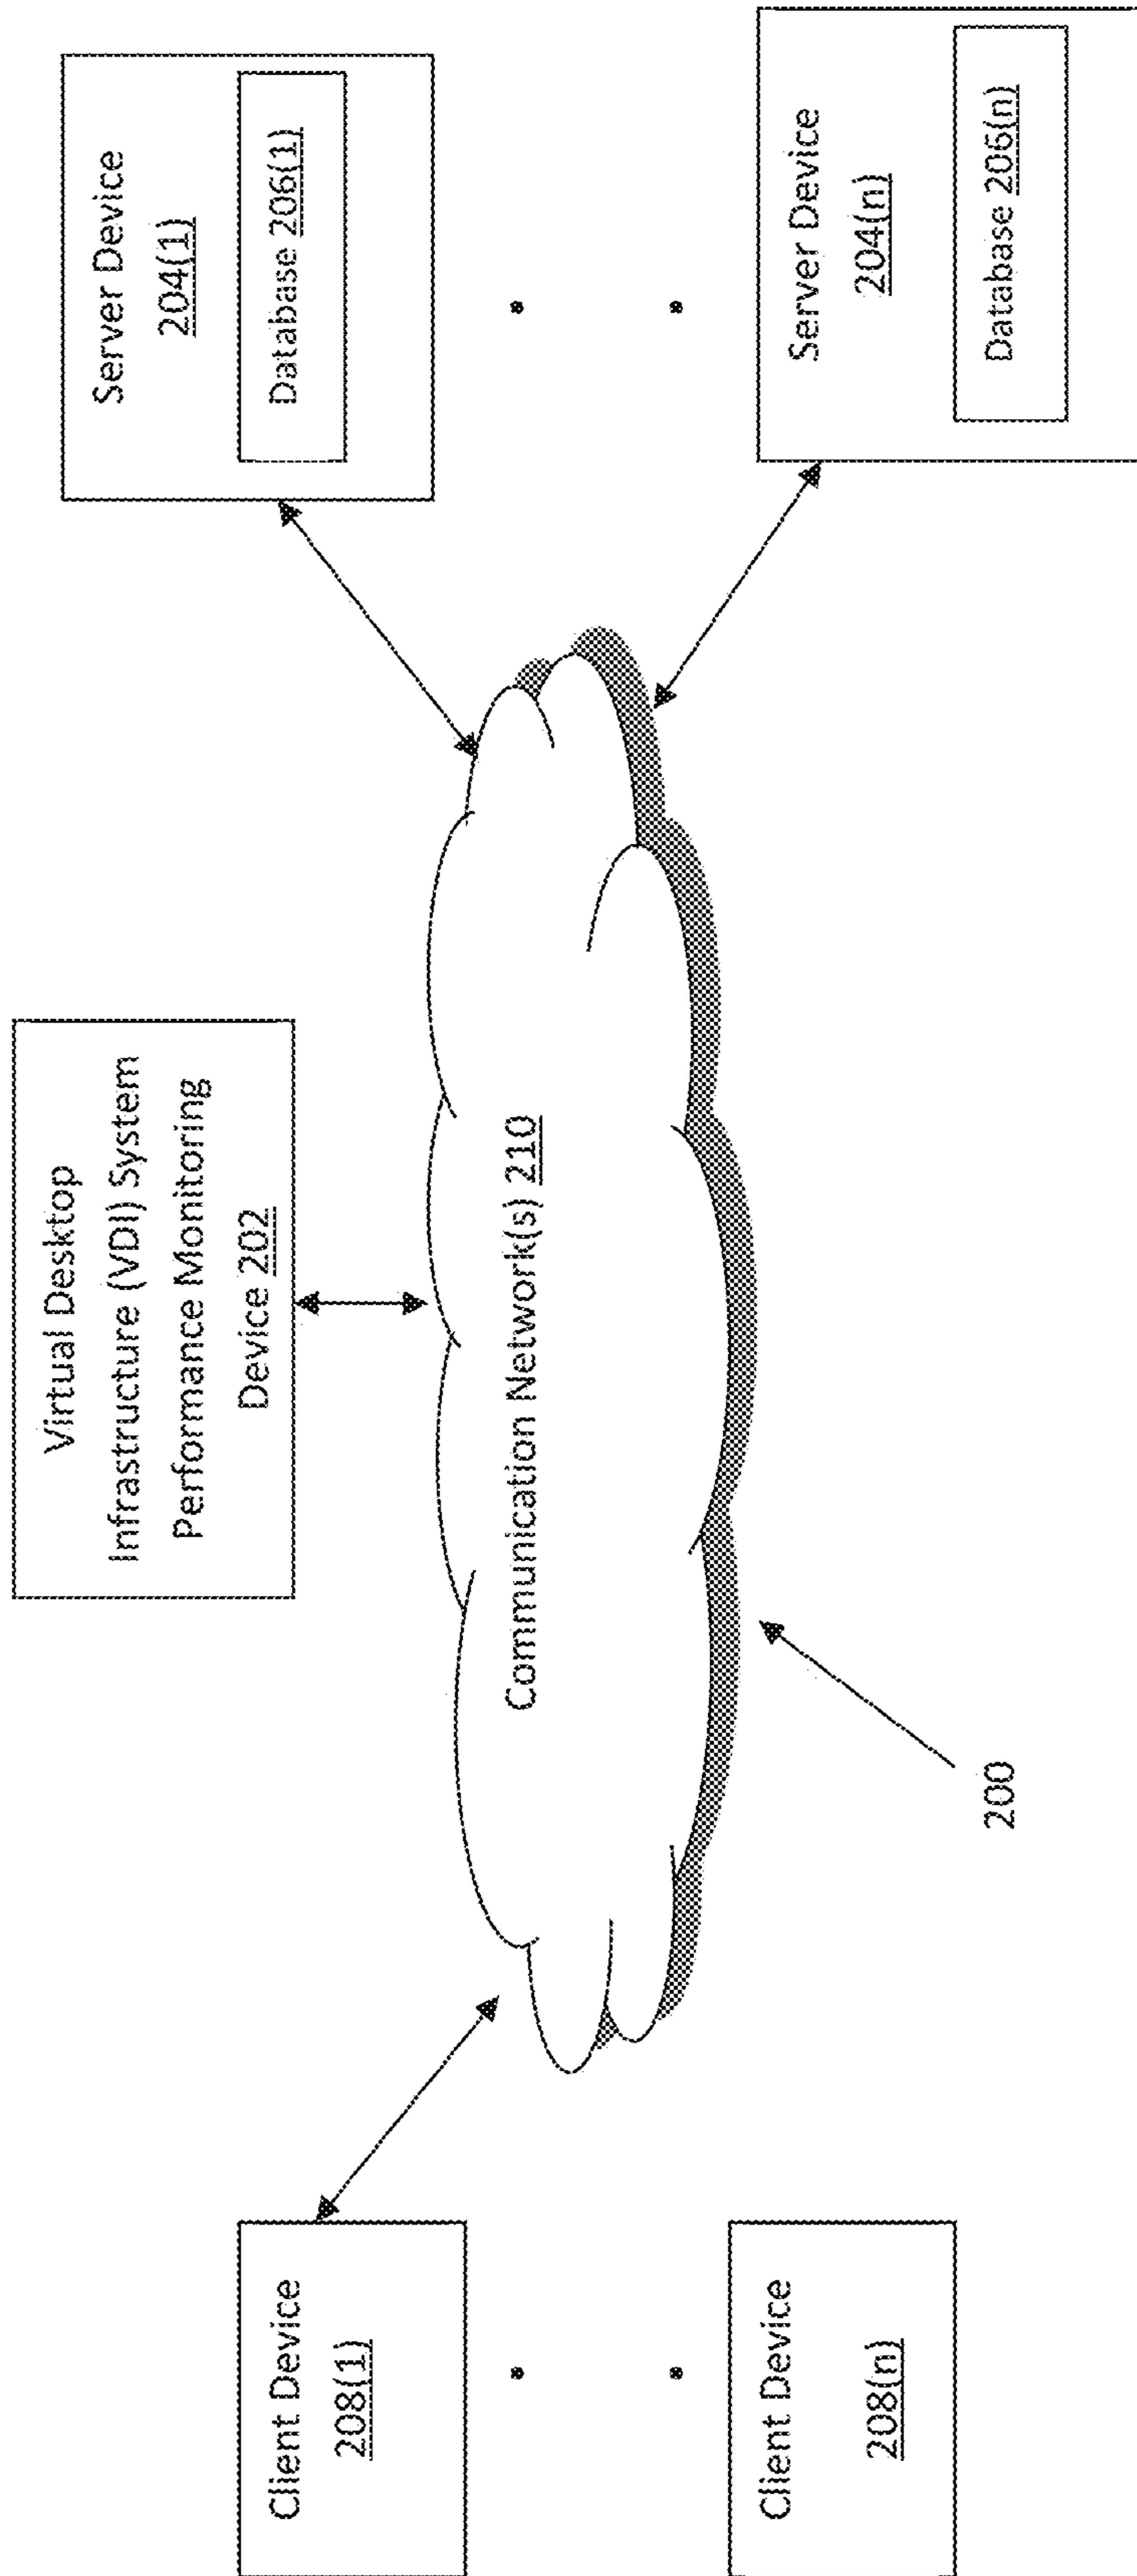 Virtual Desktop
Infrastructure (VDI) System
Performance Monitoring
Device 202
Client Device
208(1)
Client Device
208(n)
Communication Network(s) 210
200
Server Device
204(1)
Database 206(1)
Server Device
204(n)
Database 206(n)